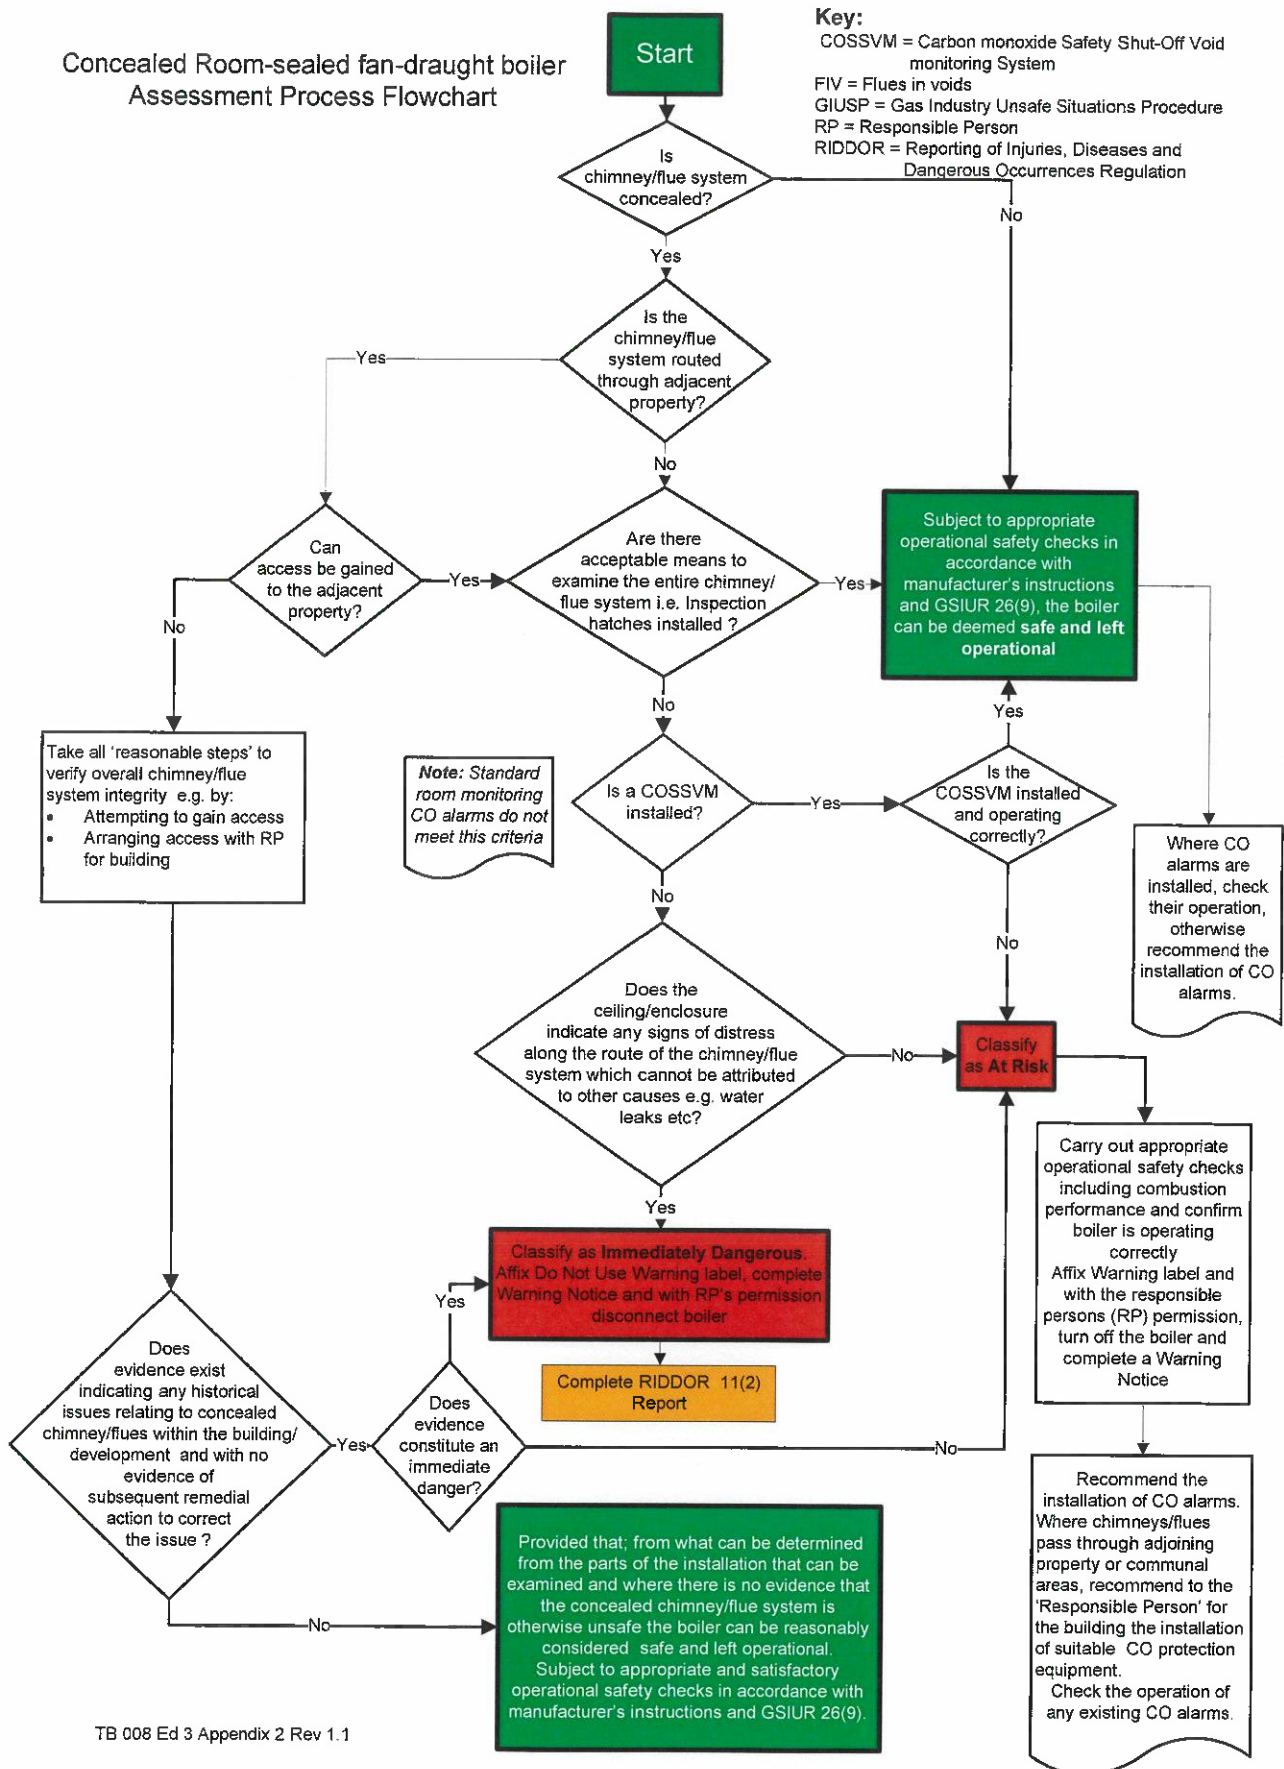 Concealed Room-sealed fan-draught boiler
Assessment Process Flowchart
Start
Key:
COSSVM = Carbon monoxide Safety Shut-Off Void
monitoring System
FIV = Flues in voids
GIUSP = Gas Industry Unsafe Situations Procedure
RP = Responsible Person
RIDDOR = Reporting of Injuries, Diseases and
Dangerous Occurrences Regulation
Is
chimney/flue system
concealed?
No
Yes
Is the
chimney/flue
system routed
through adjacent
property?
Yes
No
Can
access be gained
to the adjacent
property?
Yes
No
Are there
acceptable means to
examine the entire chimney/
flue system i.e. Inspection
hatches installed ?
Yes
No
Subject to appropriate
operational safety checks in
accordance with
manufacturer's instructions
and GSIUR 26(9), the boiler
can be deemed safe and left
operational
Take all 'reasonable steps' to
verify overall chimney/flue
system integrity e.g. by:
• Attempting to gain access
• Arranging access with RP
for building
Note: Standard
room monitoring
CO alarms do not
meet this criteria
Is a COSSVM
installed?
Yes
No
Is the
COSSVM installed
and operating
correctly?
Yes
No
Where CO
alarms are
installed, check
their operation,
otherwise
recommend the
installation of CO
alarms.
Does the
ceiling/enclosure
indicate any signs of distress
along the route of the chimney/flue
system which cannot be attributed
to other causes e.g. water
leaks etc?
No
Yes
Classify
as At Risk
Carry out appropriate
operational safety checks
including combustion
performance and confirm
boiler is operating
correctly
Affix Warning label and
with the responsible
persons (RP) permission,
turn off the boiler and
complete a Warning
Notice
Classify as Immediately Dangerous.
Affix Do Not Use Warning label, complete
Warning Notice and with RP's permission
disconnect boiler
Complete RIDDOR 11(2)
Report
Does
evidence exist
indicating any historical
issues relating to concealed
chimney/flues within the building/
development and with no
evidence of
subsequent remedial
action to correct
the issue ?
Yes
No
Does
evidence
constitute an
immediate
danger?
Yes
No
Provided that; from what can be determined
from the parts of the installation that can be
examined and where there is no evidence that
the concealed chimney/flue system is
otherwise unsafe the boiler can be reasonably
considered safe and left operational.
Subject to appropriate and satisfactory
operational safety checks in accordance with
manufacturer's instructions and GSIUR 26(9).
Recommend the
installation of CO alarms.
Where chimneys/flues
pass through adjoining
property or communal
areas, recommend to the
'Responsible Person' for
the building the installation
of suitable CO protection
equipment.
Check the operation of
any existing CO alarms.
TB 008 Ed 3 Appendix 2 Rev 1.1